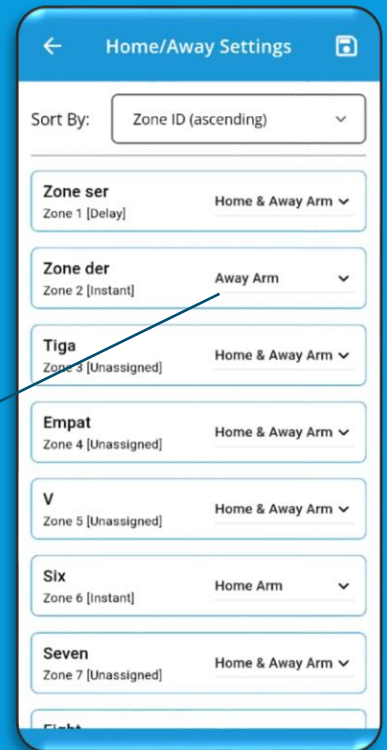 Home/Away Settings
Sort By: Zone ID (ascending)
Zone ser
Zone 1 [Delay]
Home & Away Arm
Zone der
Zone 2 [Instant]
Away Arm
Tiga
Zone 3 [Unassigned]
Home & Away Arm
Empat
Zone 4 [Unassigned]
Home & Away Arm
V
Zone 5 [Unassigned]
Home & Away Arm
Six
Zone 6 [Instant]
Home Arm
Seven
Zone 7 [Unassigned]
Home & Away Arm